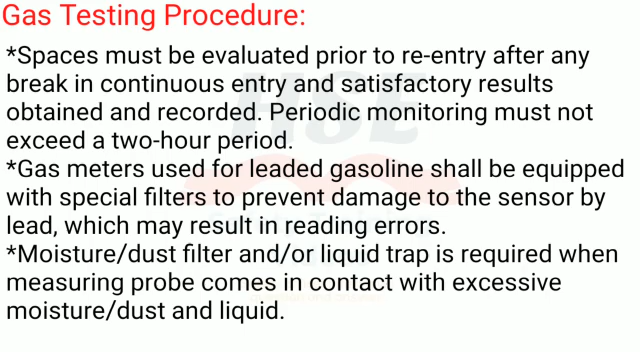 Gas Testing Procedure:
*Spaces must be evaluated prior to re-entry after any
break in continuous entry and satisfactory results
obtained and recorded. Periodic monitoring must not
exceed a two-hour period.
*Gas meters used for leaded gasoline shall be equipped
with special filters to prevent damage to the sensor by
lead, which may result in reading errors.
*Moisture/dust filter and/or liquid trap is required when
measuring probe comes in contact with excessive
moisture/dust and liquid.
HSE